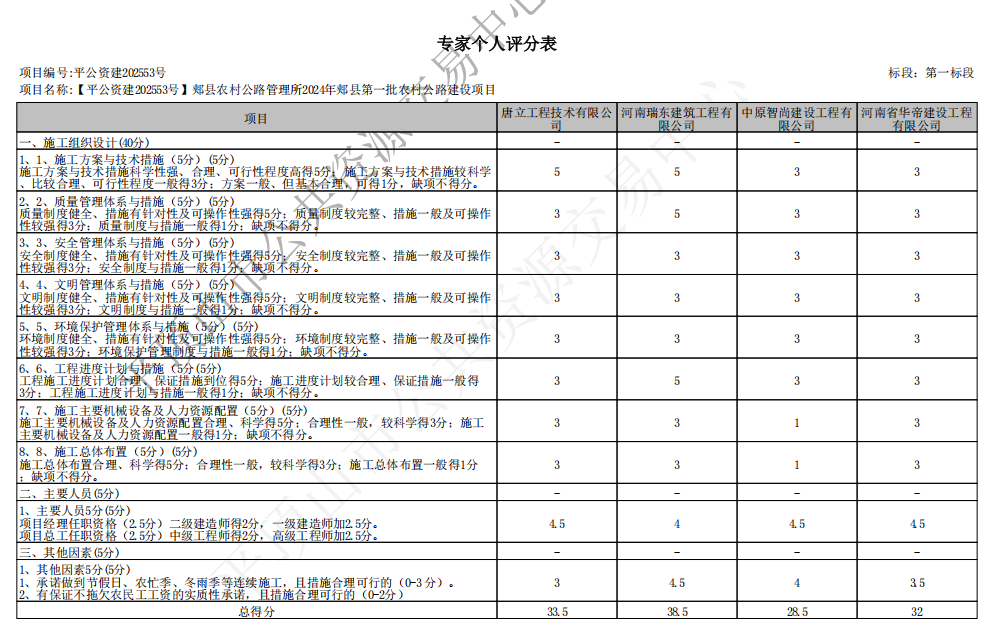 专家个人评分表
项目编号:平公资建202553号 标段：第一标段
项目名称:【平公资建202553号】郏县农村公路管理所2024年郏县第一批农村公路建设项目
项目 唐立工程技术有限公司 河南瑞东建筑工程有限公司 中原智尚建设工程有限公司 河南省华帝建设工程有限公司
一、施工组织设计(40分) - - - -
1、1、施工方案与技术措施（5分）(5分)
施工方案与技术措施科学性强、合理、可行性程度高得5分；施工方案与技术措施较科学 5 5 3 3
、比较合理、可行性程度一般得3分；方案一般、但基本合理，可得1分，缺项不得分。
2、2、质量管理体系与措施（5分）(5分)
质量制度健全、措施有针对性及可操作性强得5分；质量制度较完整、措施一般及可操作 3 5 3 3
性较强得3分；质量制度与措施一般得1分；缺项不得分。
3、3、安全管理体系与措施（5分）(5分)
安全制度健全、措施有针对性及可操作性强得5分；安全制度较完整、措施一般及可操作 3 3 3 3
性较强得3分；安全制度与措施一般得1分；缺项不得分。
4、4、文明管理体系与措施（5分）(5分)
文明制度健全、措施有针对性及可操作性强得5分；文明制度较完整、措施一般及可操作 3 3 3 3
性较强得3分；文明制度与措施一般得1分；缺项不得分。
5、5、环境保护管理体系与措施（5分）(5分)
环境制度健全、措施有针对性及可操作性强得5分；环境制度较完整、措施一般及可操作 3 3 3 3
性较强得3分；环境保护管理制度与措施一般得1分；缺项不得分。
6、6、工程进度计划与措施（5分(5分)
工程施工进度计划合理、保证措施到位得5分；施工进度计划较合理、保证措施一般得 3 5 3 3
3分；工程施工进度计划与措施一般得1分；缺项不得分。
7、7、施工主要机械设备及人力资源配置（5分）(5分)
施工主要机械设备及人力资源配置合理、科学得5分；合理性一般，较科学得3分；施工 3 3 1 3
主要机械设备及人力资源配置一般得1分；缺项不得分。
8、8、施工总体布置（5分）(5分)
施工总体布置合理、科学得5分；合理性一般，较科学得3分；施工总体布置一般得1分 3 3 1 3
；缺项不得分。
二、主要人员(5分) - - - -
1、主要人员5分(5分)
项目经理任职资格（2.5分）二级建造师得2分，一级建造师加2.5分。 4.5 4 4.5 4.5
项目总工任职资格（2.5分）中级工程师得2分，高级工程师加2.5分。
三、其他因素(5分) - - - -
1、其他因素5分(5分)
1、承诺做到节假日、农忙季、冬雨季等连续施工，且措施合理可行的（0-3分）。 3 4.5 4 3.5
2、有保证不拖欠农民工工资的实质性承诺，且措施合理可行的（0-2分）
总得分 33.5 38.5 28.5 32
平顶山市公共资源交易中心
平顶山市公共资源交易中心